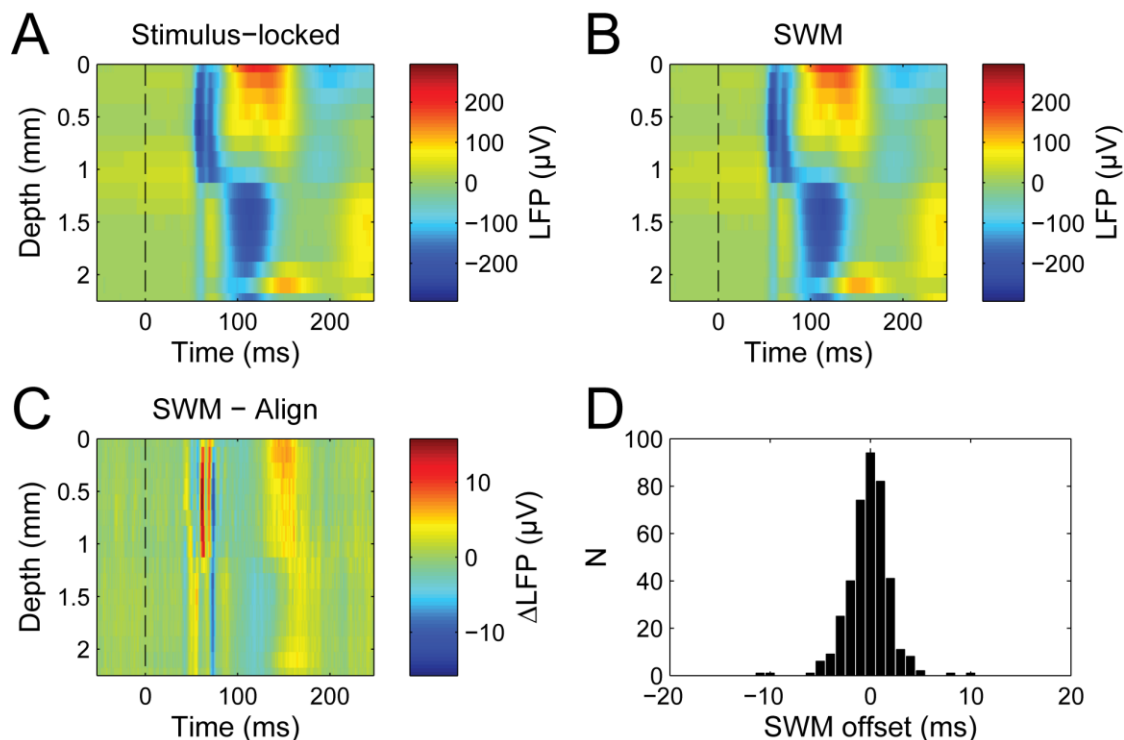 A
Stimulus−locked
0
0.5
1
1.5
2
Depth (mm)
0
100
200
Time (ms)
200
100
0
−100
−200
LFP (µV)
B
SWM
0
0.5
1
1.5
2
Depth (mm)
0
100
200
Time (ms)
200
100
0
−100
−200
LFP (µV)
C
SWM − Align
0
0.5
1
1.5
2
Depth (mm)
0
100
200
Time (ms)
10
0
−10
ΔLFP (µV)
D
100
80
60
40
20
0
N
−20
−10
0
10
20
SWM offset (ms)